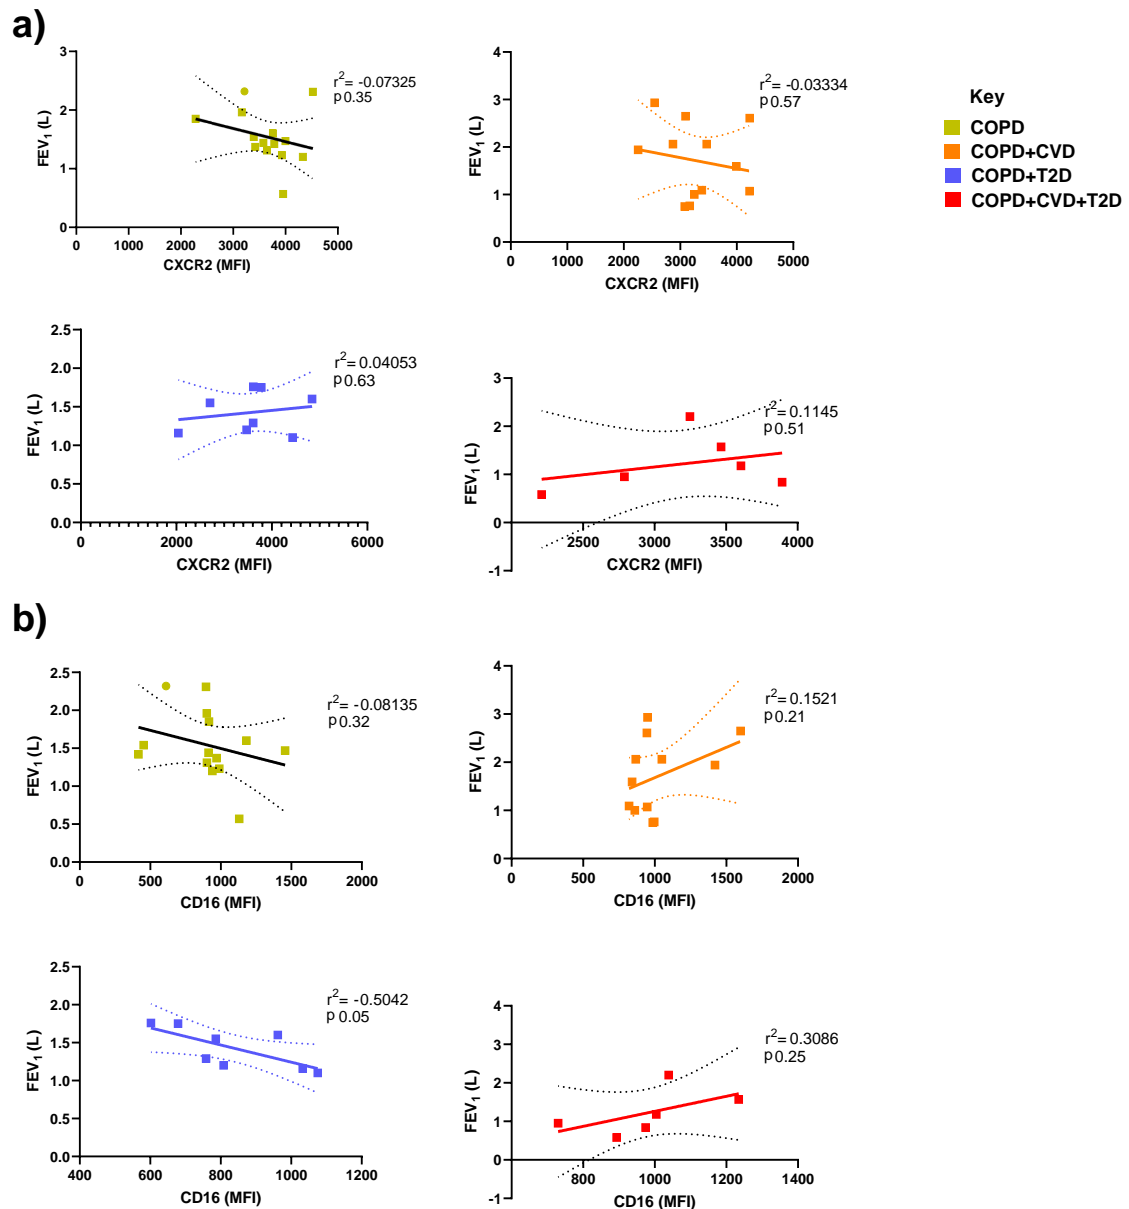 a)
3
2
1
0
FEV₁ (L)
0 1000 2000 3000 4000 5000
CXCR2 (MFI)
r²= -0.07325
p 0.35
4
3
2
1
0
FEV₁ (L)
0 1000 2000 3000 4000 5000
CXCR2 (MFI)
r²= -0.03334
p 0.57
Key
COPD
COPD+CVD
COPD+T2D
COPD+CVD+T2D
2.5
2.0
1.5
1.0
0.5
0.0
FEV₁ (L)
0 2000 4000 6000
CXCR2 (MFI)
r²= 0.04053
p 0.63
3
2
1
0
-1
FEV₁ (L)
2500 3000 3500 4000
CXCR2 (MFI)
r²= 0.1145
p 0.51
b)
2.5
2.0
1.5
1.0
0.5
0.0
FEV₁ (L)
0 500 1000 1500 2000
CD16 (MFI)
r²= -0.08135
p 0.32
4
3
2
1
0
FEV₁ (L)
0 500 1000 1500 2000
CD16 (MFI)
r²= 0.1521
p 0.21
2.5
2.0
1.5
1.0
0.5
0.0
FEV₁ (L)
400 600 800 1000 1200
CD16 (MFI)
r²= -0.5042
p 0.05
4
3
2
1
0
-1
FEV₁ (L)
800 1000 1200 1400
CD16 (MFI)
r²= 0.3086
p 0.25